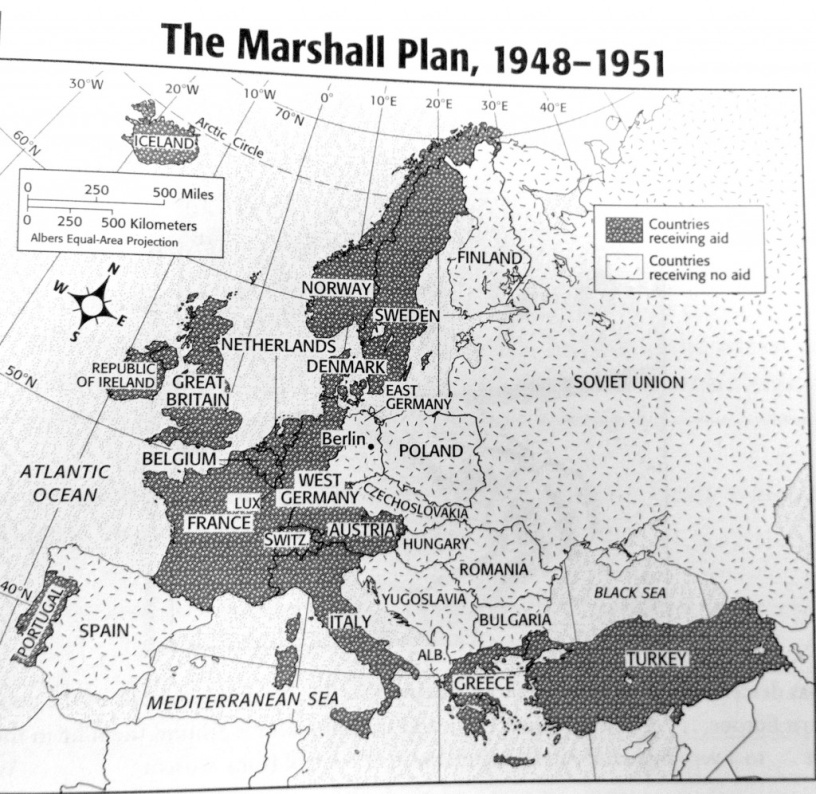 The Marshall Plan, 1948–1951
30°W
20°W
10°W
0°
10°E
20°E
30°E
40°E
70°N
60°N
Arctic Circle
ICELAND
0 250 500 Miles
0 250 500 Kilometers
Albers Equal-Area Projection
Countries
receiving aid
Countries
receiving no aid
N
W
E
S
FINLAND
NORWAY
SWEDEN
NETHERLANDS
DENMARK
REPUBLIC
OF IRELAND
GREAT
BRITAIN
50°N
EAST
GERMANY
SOVIET UNION
Berlin
POLAND
BELGIUM
ATLANTIC
OCEAN
WEST
GERMANY
CZECHOSLOVAKIA
LUX.
FRANCE
SWITZ.
AUSTRIA
HUNGARY
ROMANIA
40°N
PORTUGAL
SPAIN
YUGOSLAVIA
BLACK SEA
ITALY
BULGARIA
ALB.
GREECE
TURKEY
MEDITERRANEAN SEA